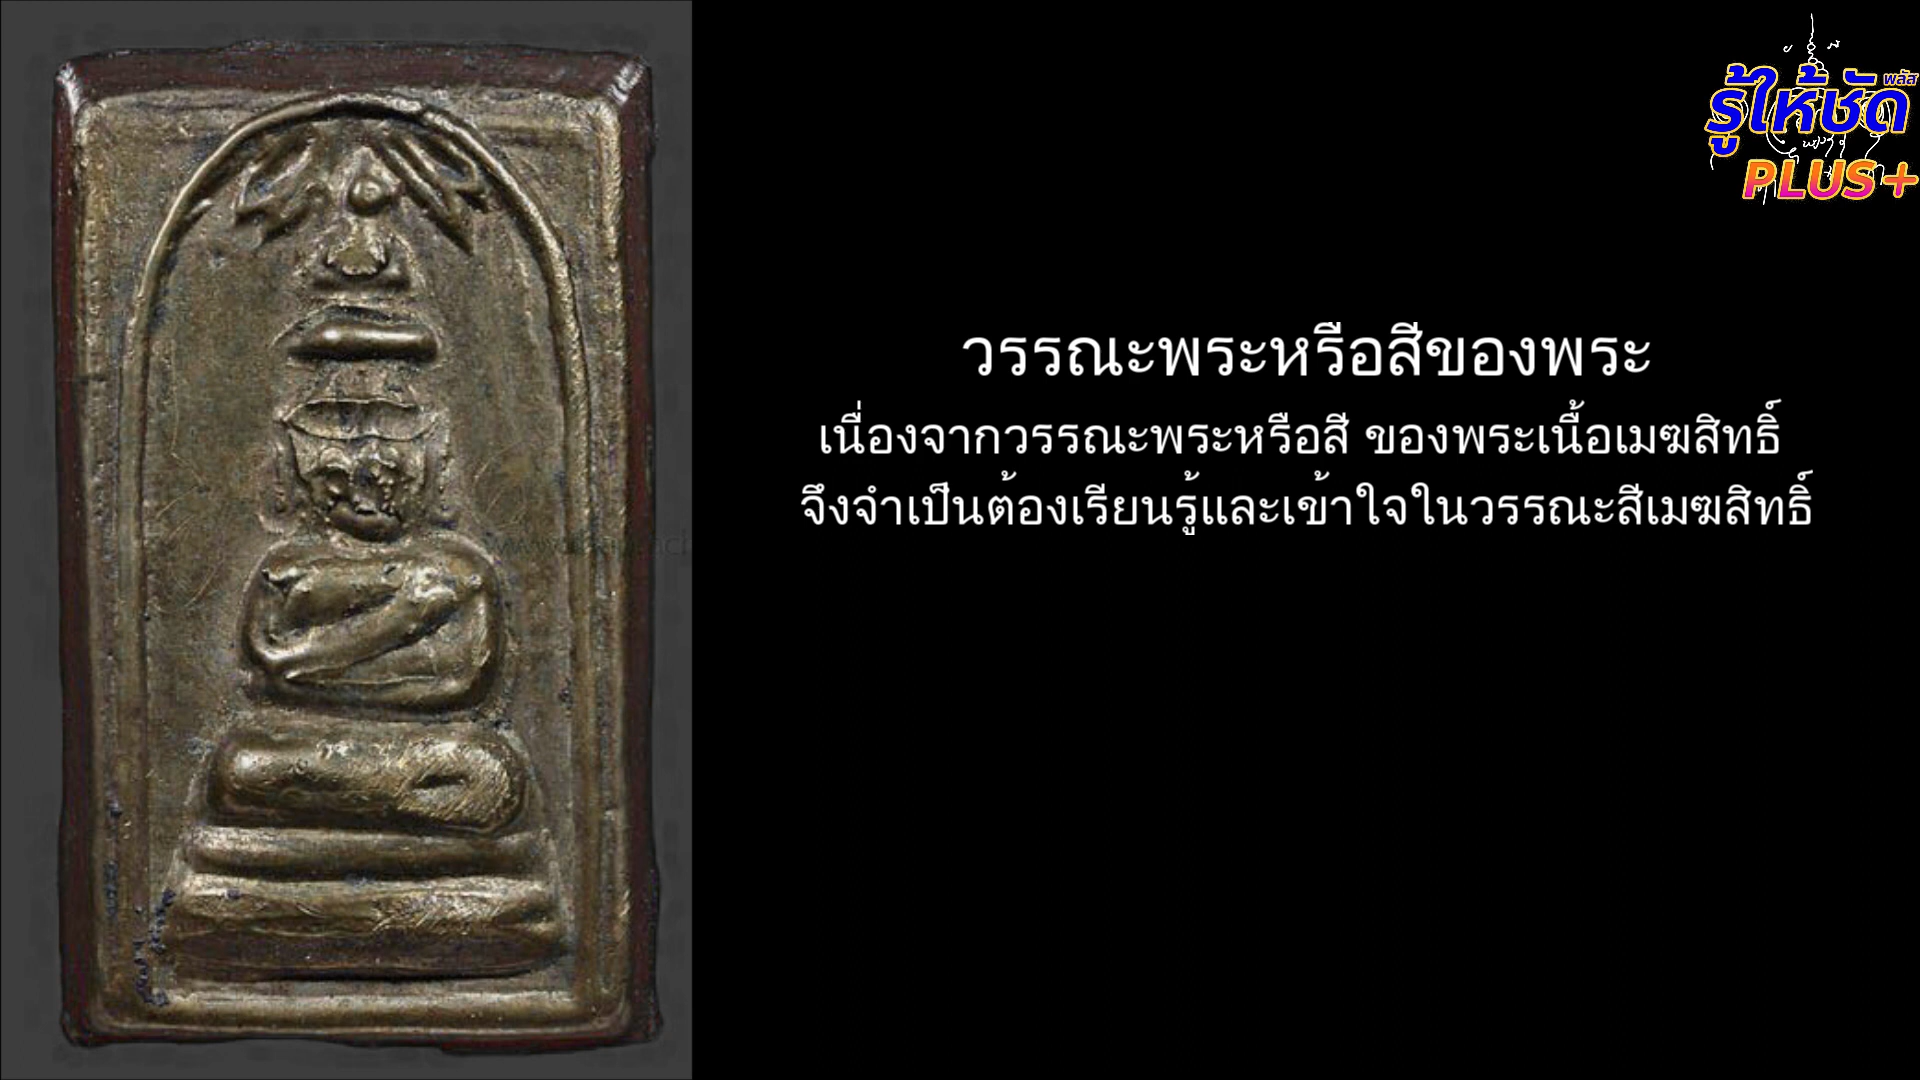 รู้ให้ชัด
พลัส
PLUS+
วรรณะพระหรือสีของพระ
เนื่องจากวรรณะพระหรือสี ของพระเนื้อเมฆสิทธิ์
จึงจำเป็นต้องเรียนรู้และเข้าใจในวรรณะสีเมฆสิทธิ์